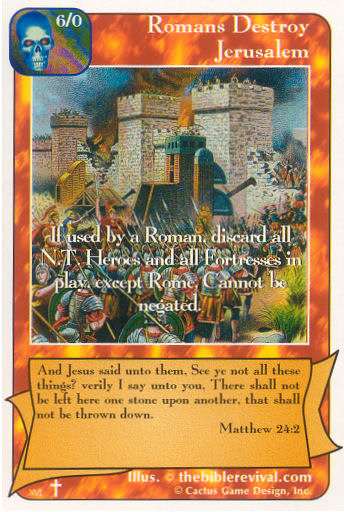 6/0
Romans Destroy
Jerusalem
If used by a Roman, discard all
N.T. Heroes and all Fortresses in
play, except Rome. Cannot be
negated.
And Jesus said unto them, See ye not all these
things? verily I say unto you, There shall not
be left here one stone upon another, that shall
not be thrown down.
Matthew 24:2
Illus. © thebiblerevival.com
XVI © Cactus Game Design, Inc.